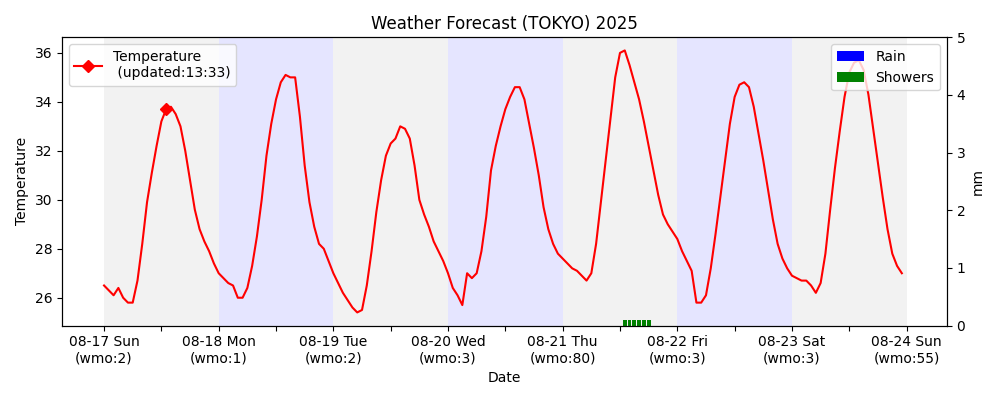 Weather Forecast (TOKYO) 2025
Temperature
(updated:13:33)
Rain
Showers
36
34
32
30
28
26
Temperature
5
4
3
2
1
0
mm
08-17 Sun
(wmo:2)
08-18 Mon
(wmo:1)
08-19 Tue
(wmo:2)
08-20 Wed
(wmo:3)
08-21 Thu
(wmo:80)
08-22 Fri
(wmo:3)
08-23 Sat
(wmo:3)
08-24 Sun
(wmo:55)
Date